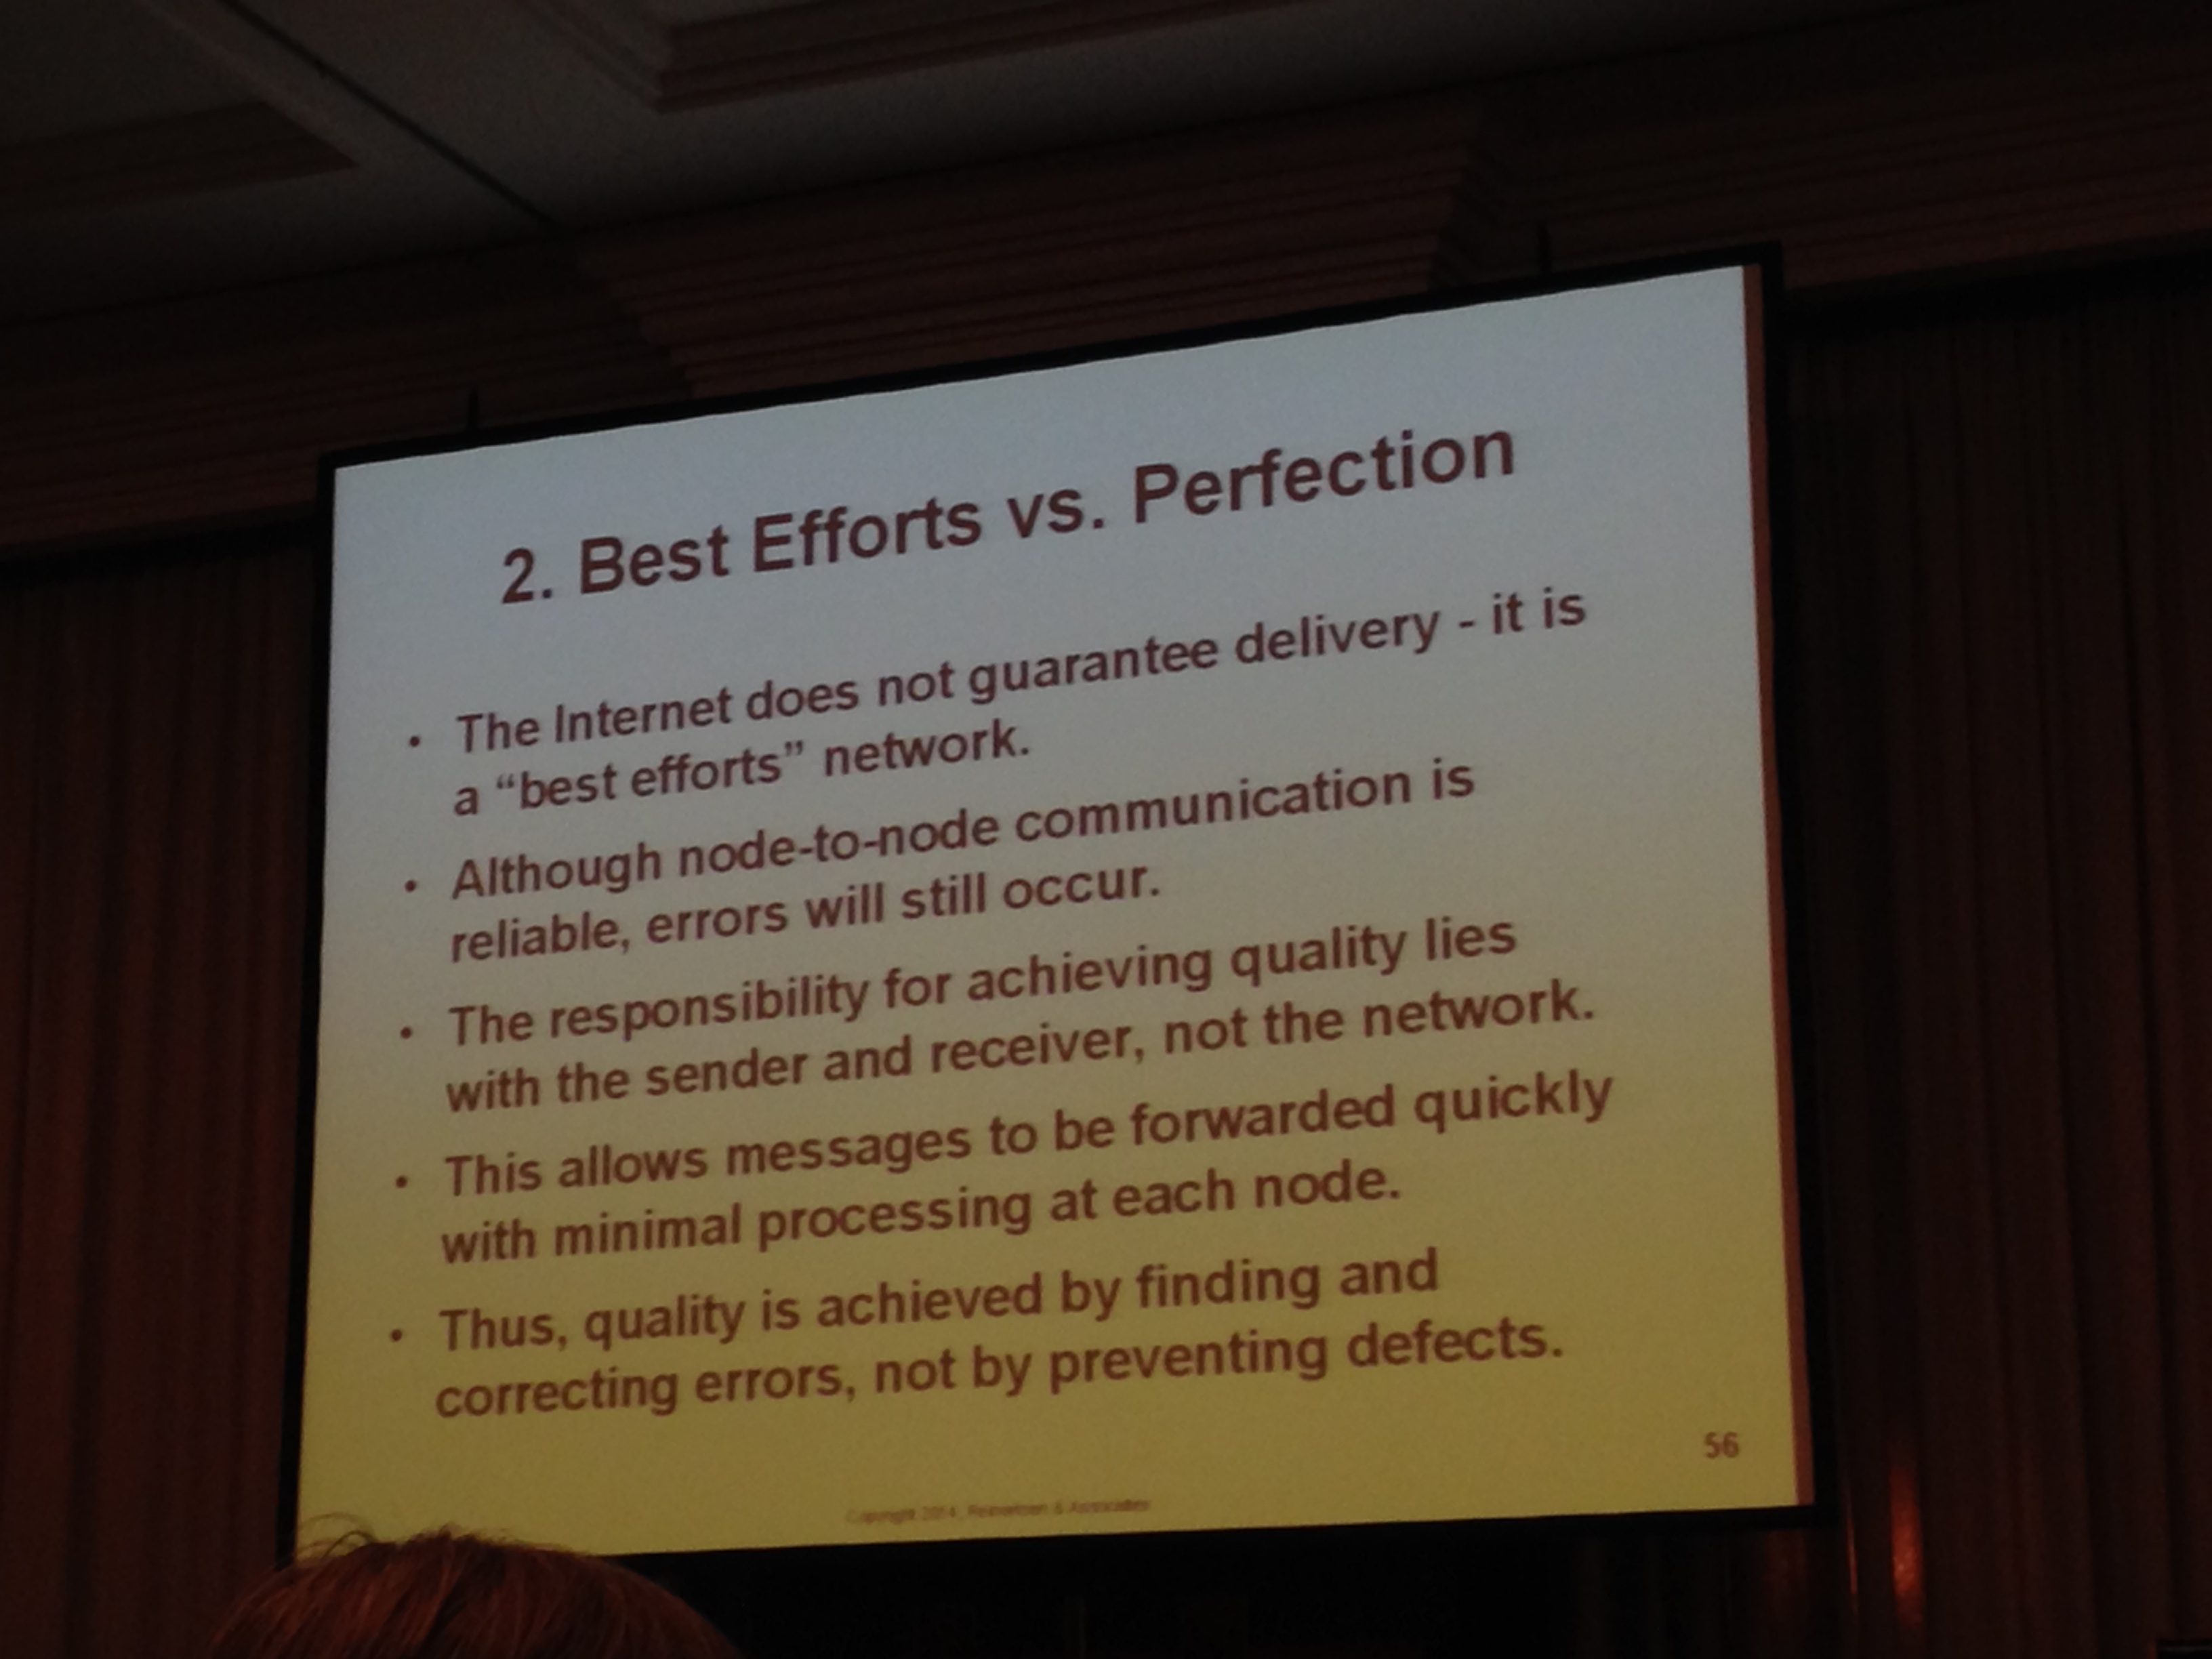 2. Best Efforts vs. Perfection
• The Internet does not guarantee delivery - it is
a “best efforts” network.
• Although node-to-node communication is
reliable, errors will still occur.
• The responsibility for achieving quality lies
with the sender and receiver, not the network.
• This allows messages to be forwarded quickly
with minimal processing at each node.
• Thus, quality is achieved by finding and
correcting errors, not by preventing defects.
56
Copyright 2014, & Associates